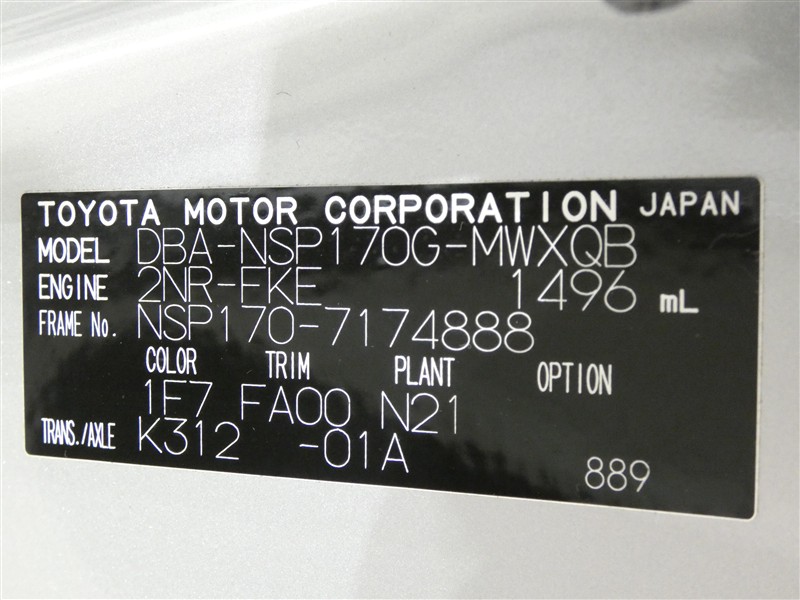 TOYOTA MOTOR CORPORATION JAPAN
MODEL DBA-NSP170G-MWXQB
ENGINE 2NR-FKE 1496 mL
FRAME No. NSP170-7174888
COLOR TRIM PLANT OPTION
1F7 FA00 N21
TRANS./AXLE K312 -01A
889